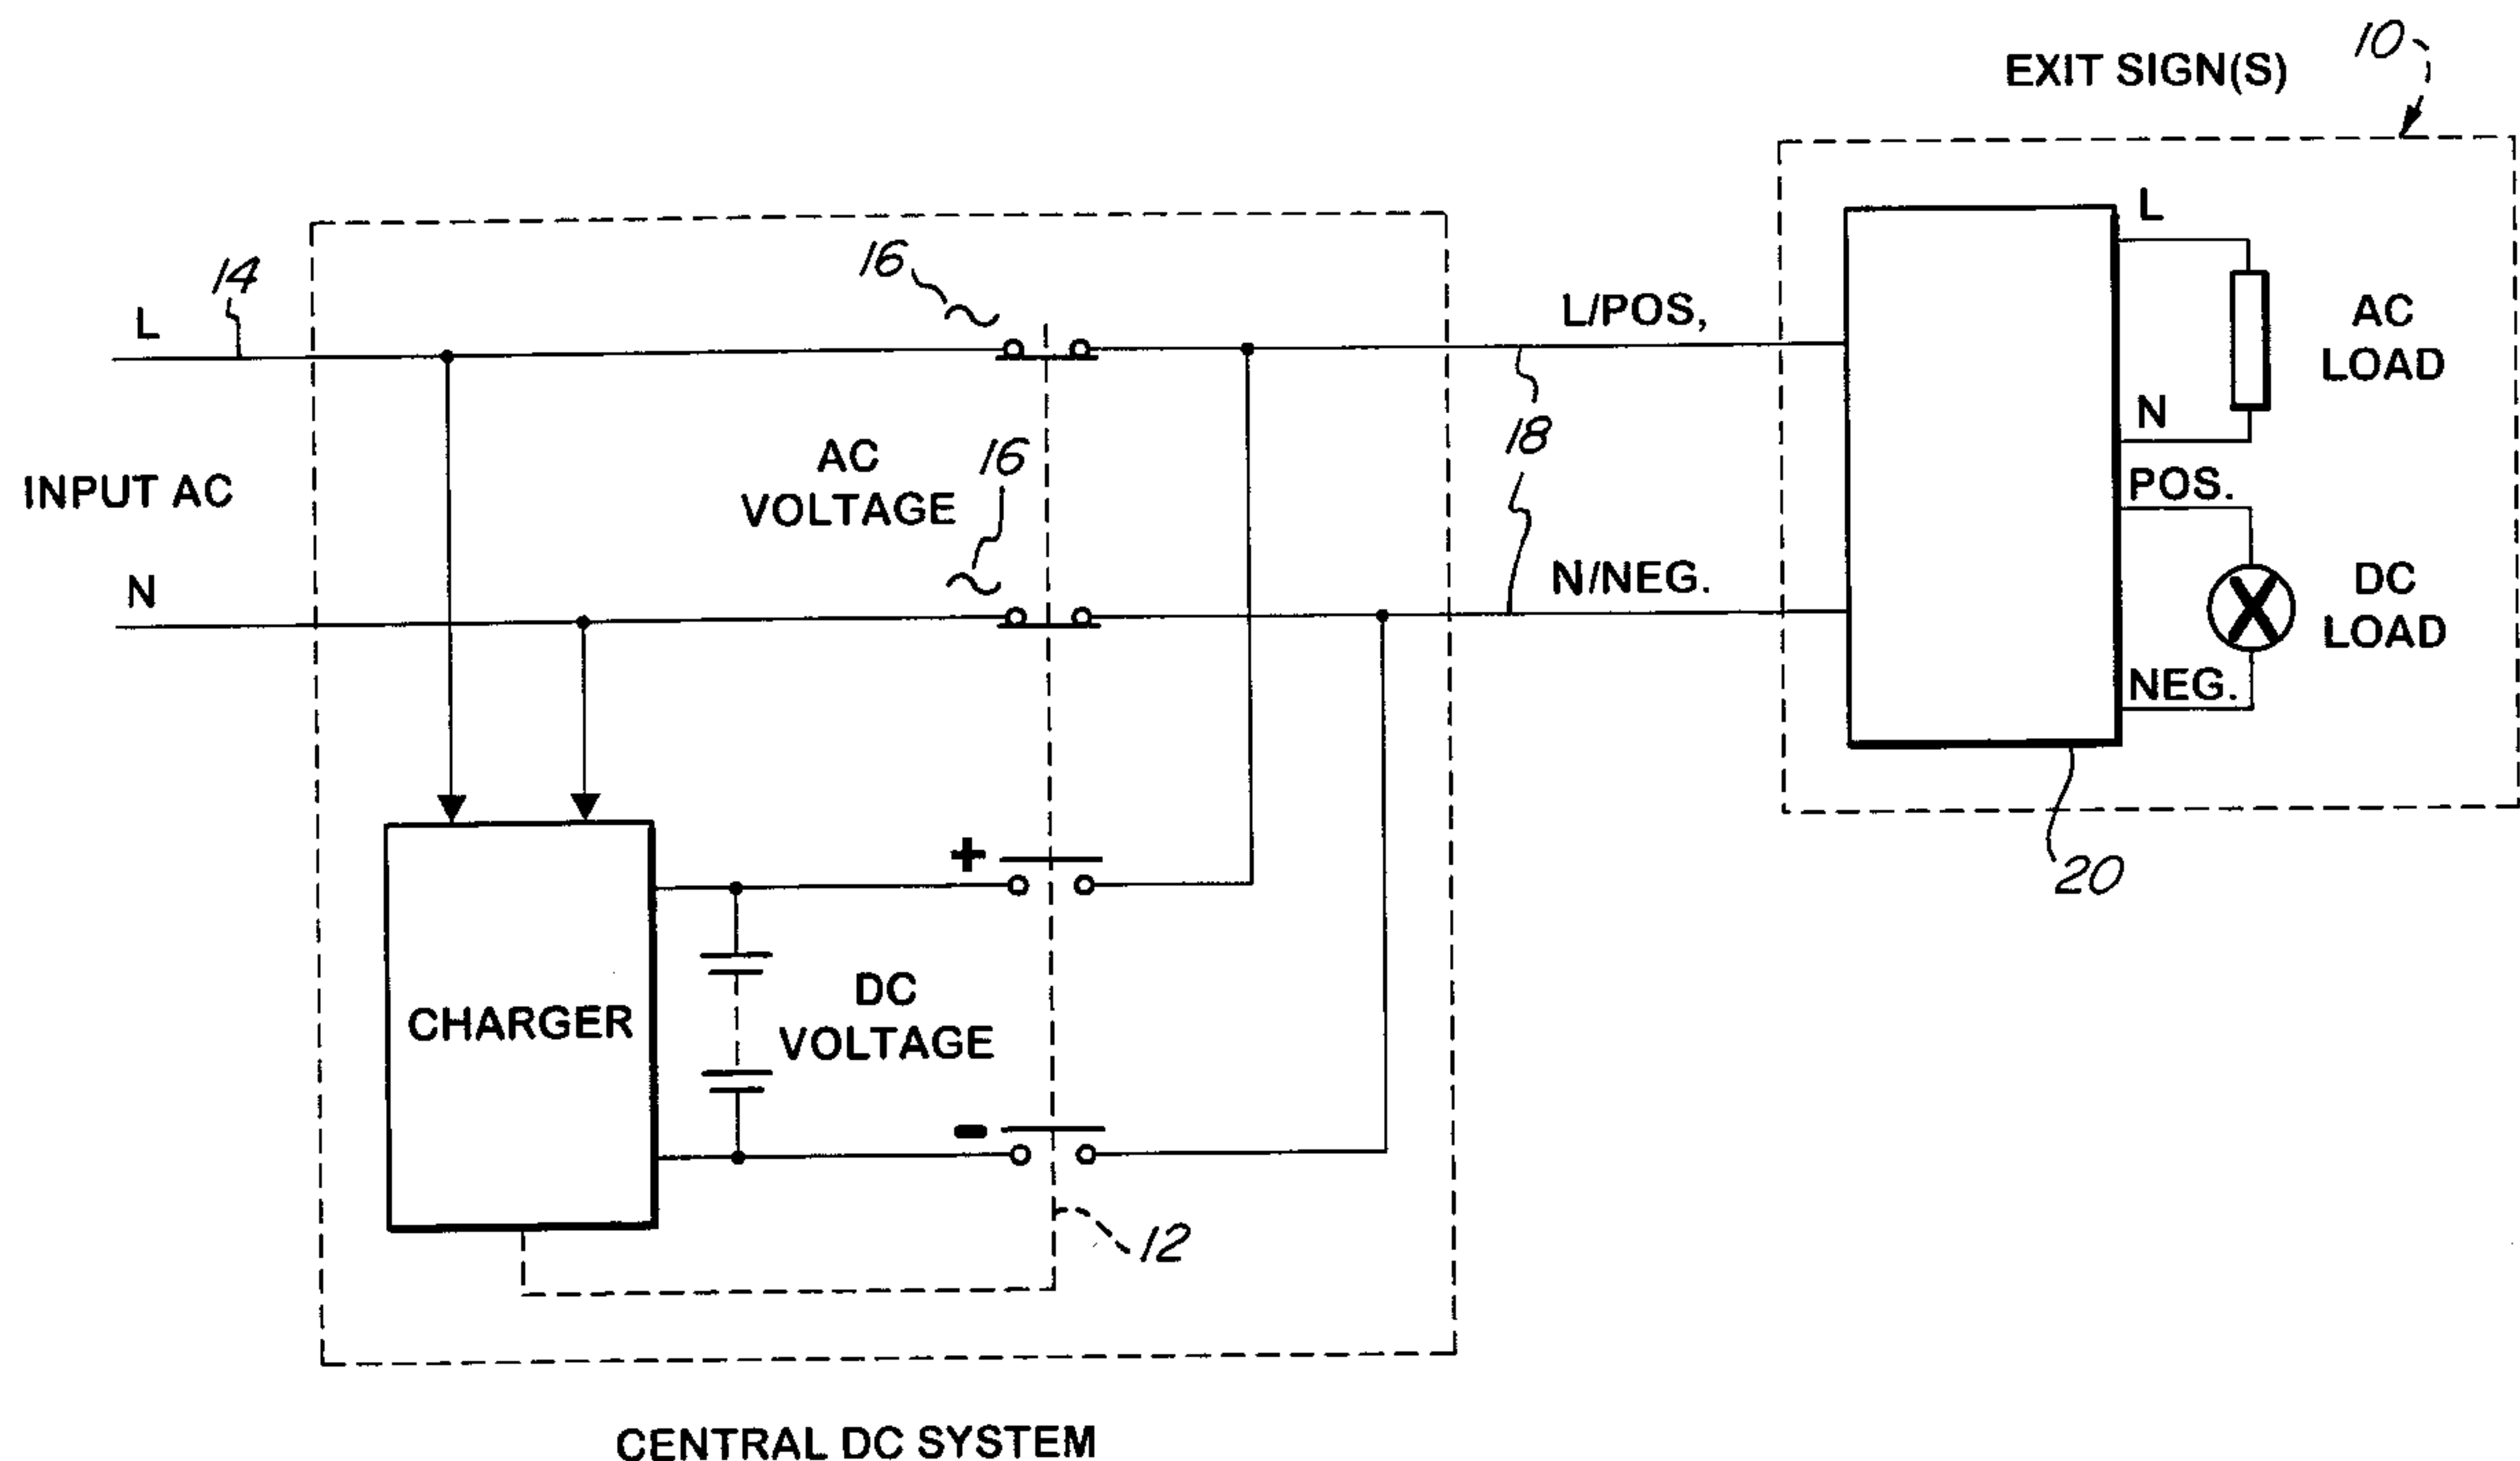 10
EXIT SIGN(S)
L
14
16
L/POS,
AC
LOAD
L
N
18
AC
VOLTAGE
16
INPUT AC
POS.
N
N/NEG.
DC
LOAD
NEG.
+
20
CHARGER
DC
VOLTAGE
-
12
CENTRAL DC SYSTEM